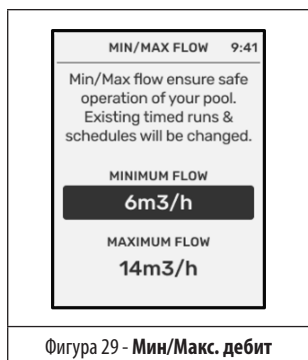 MIN/MAX FLOW 9:41
Min/Max flow ensure safe
operation of your pool.
Existing timed runs &
schedules will be changed.
MINIMUM FLOW
6m3/h
MAXIMUM FLOW
14m3/h
Фигура 29 - Мин/Макс. дебит